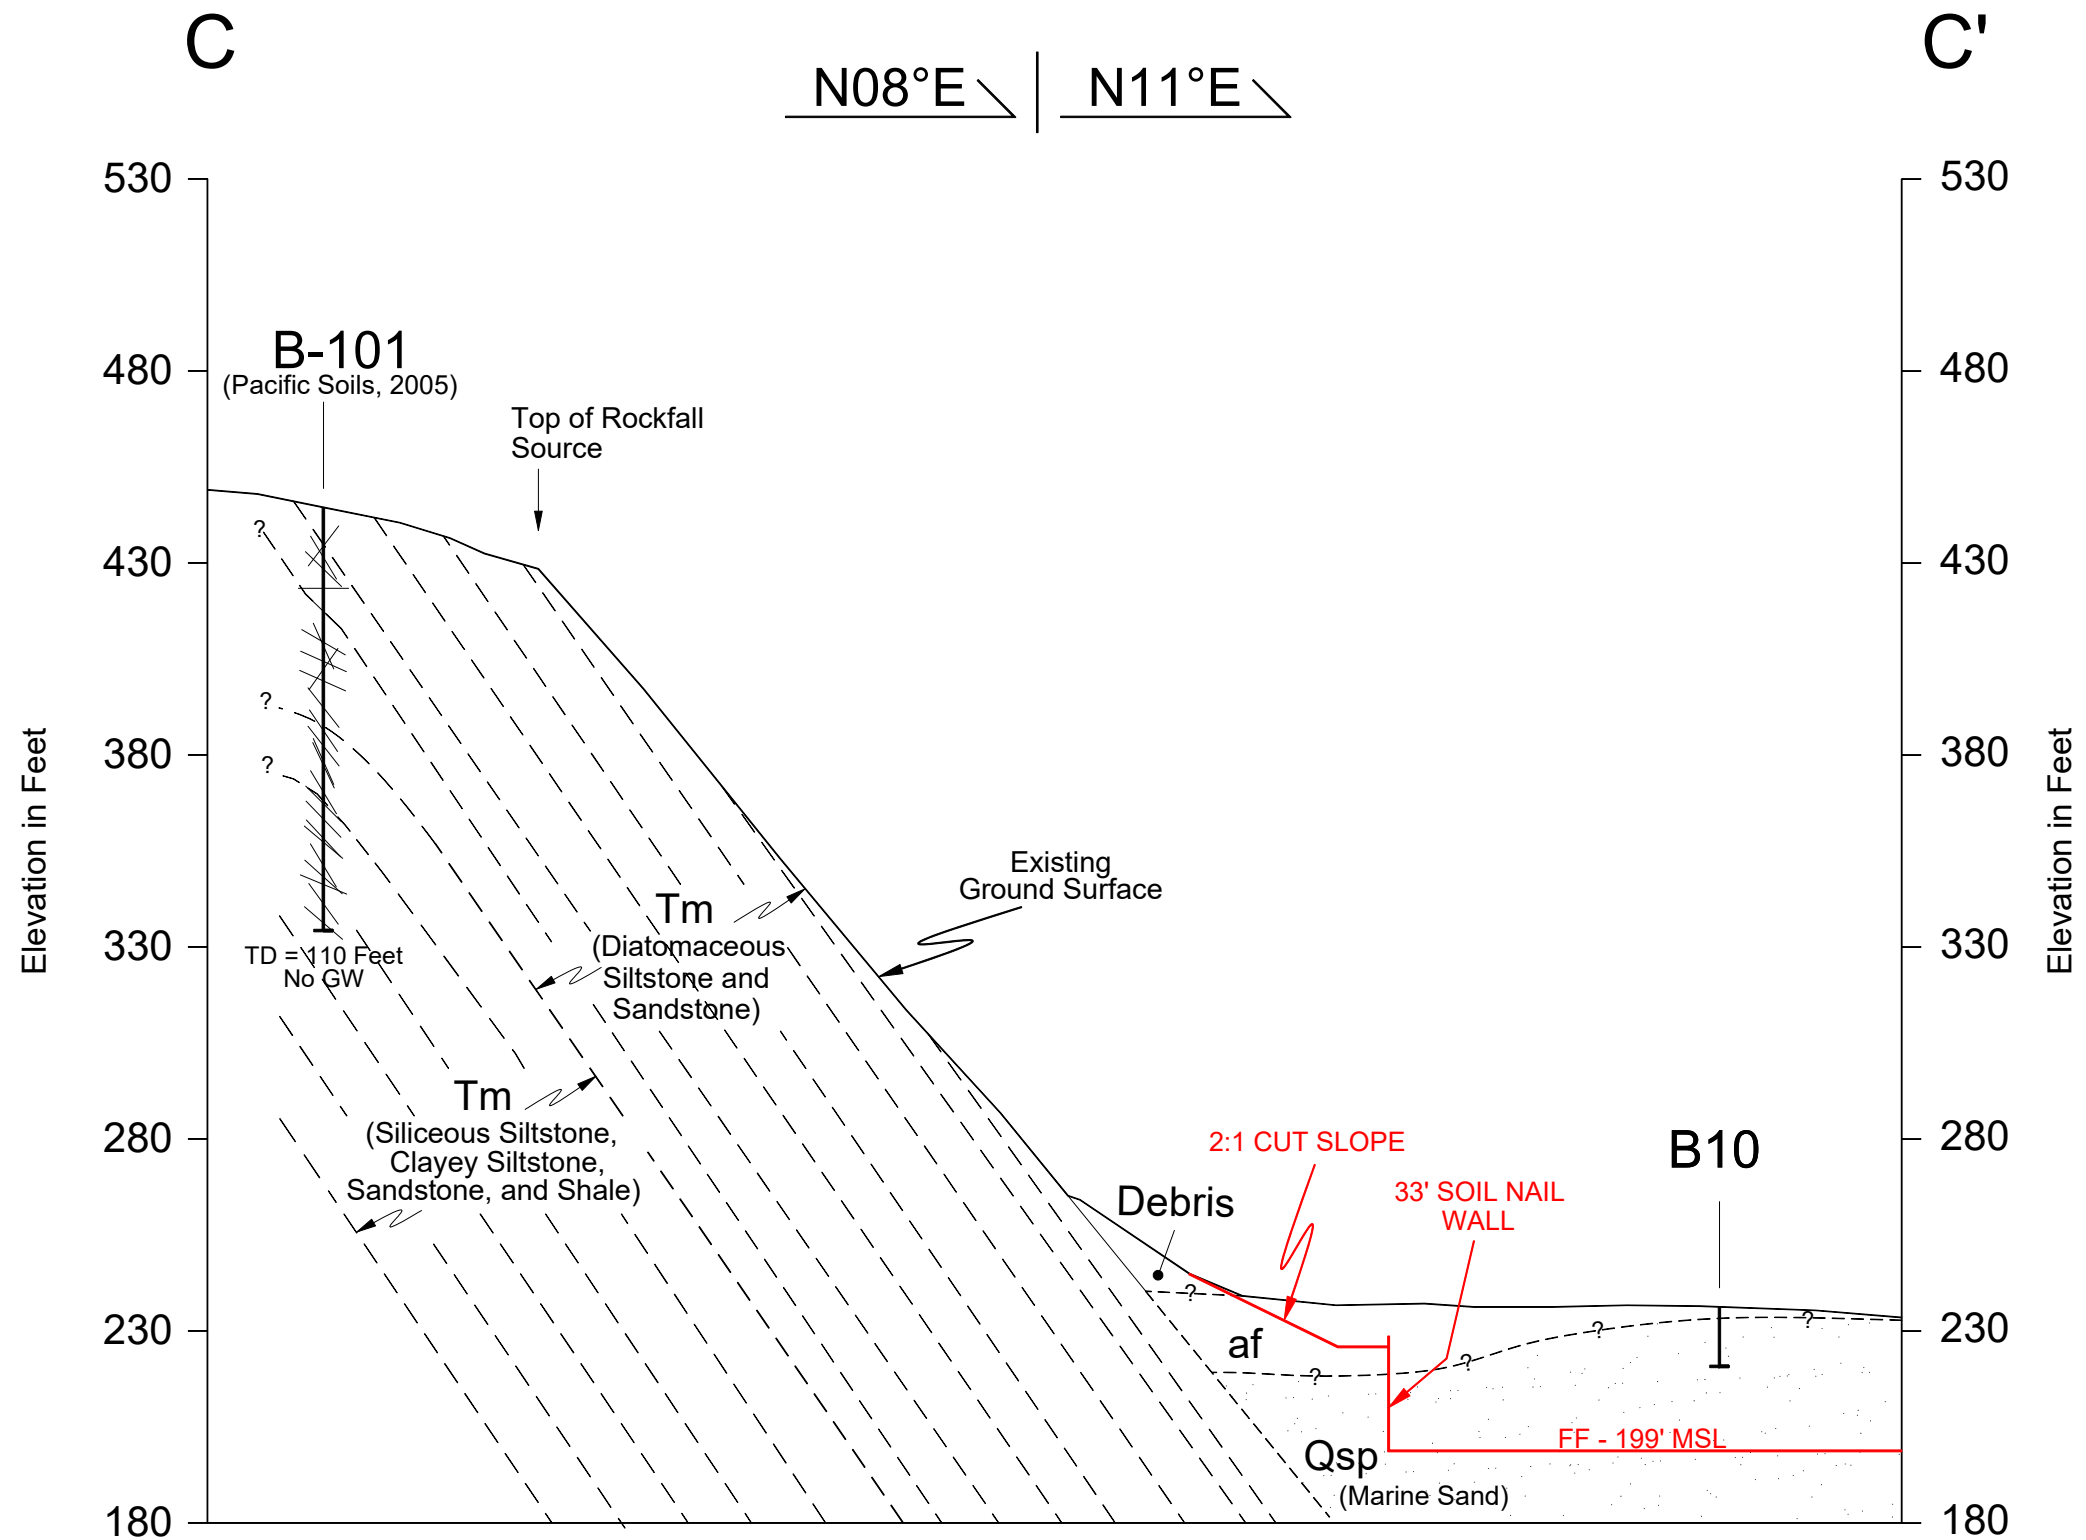 C
C'
N08°E
N11°E
530
530
B-101
(Pacific Soils, 2005)
480
480
Top of Rockfall
Source
?
430
430
?
380
380
?
Elevation in Feet
Elevation in Feet
Existing
Ground Surface
Tm
(Diatomaceous
Siltstone and
Sandstone)
330
330
TD = 110 Feet
No GW
Tm
(Siliceous Siltstone,
Clayey Siltstone,
Sandstone, and Shale)
280
280
2:1 CUT SLOPE
B10
Debris
33' SOIL NAIL
WALL
?
230
230
af
?
?
?
?
FF - 199' MSL
Qsp
(Marine Sand)
180
180